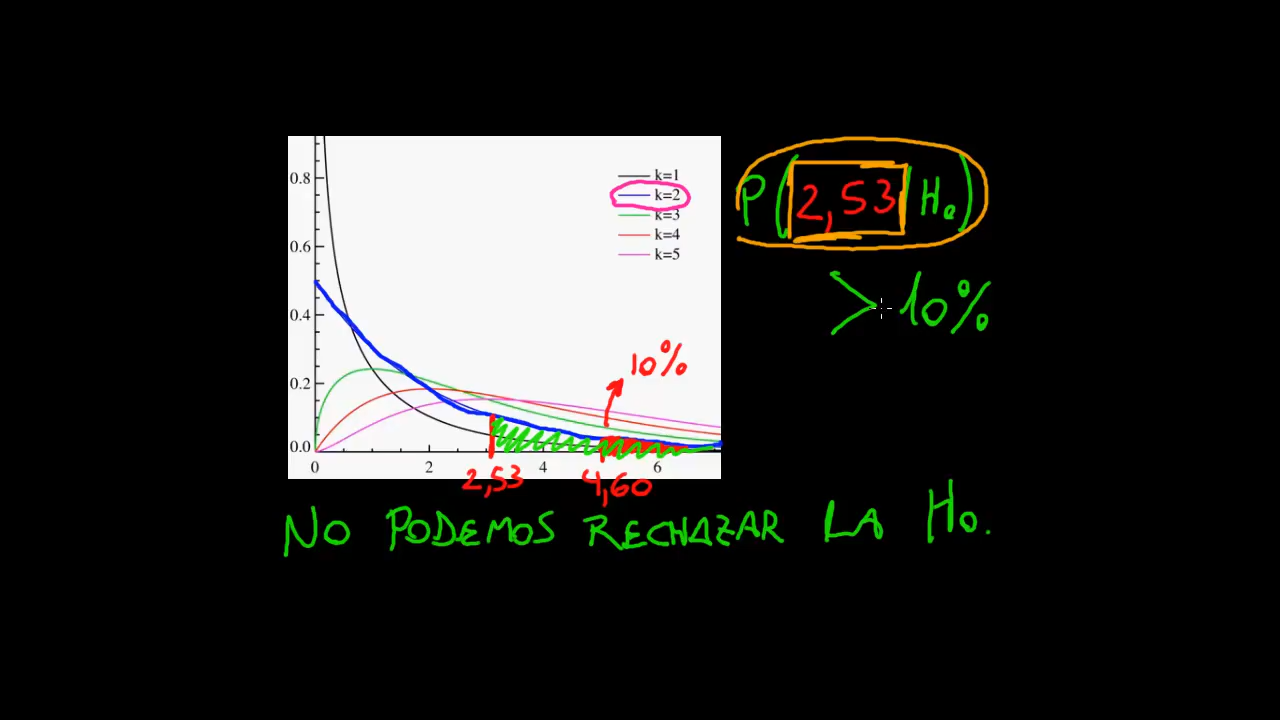 0.8
0.6
0.4
0.2
0.0
0 2 4 6
k=1
k=2
k=3
k=4
k=5
10%
2,53 4,60
P(2,53|H₀)
>10%
NO PODEMOS RECHAZAR LA H₀.